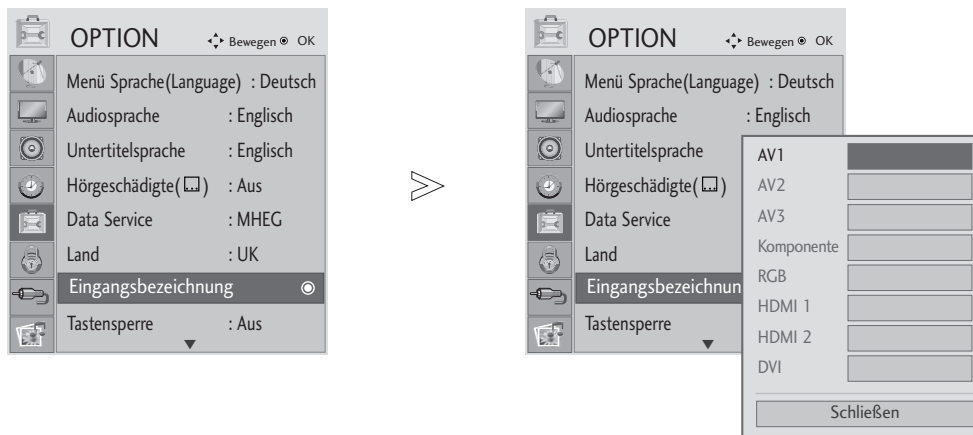 OPTION Bewegen OK
Menü Sprache(Language) : Deutsch
Audiosprache : Englisch
Untertitelsprache : Englisch
Hörgeschädigte( ) : Aus
Data Service : MHEG
Land : UK
Eingangsbezeichnung
Tastensperre : Aus
OPTION Bewegen OK
Menü Sprache(Language) : Deutsch
Audiosprache : Englisch
Untertitelsprache
Hörgeschädigte( )
Data Service
Land
Eingangsbezeichnun
Tastensperre
AV1
AV2
AV3
Komponente
RGB
HDMI 1
HDMI 2
DVI
Schließen